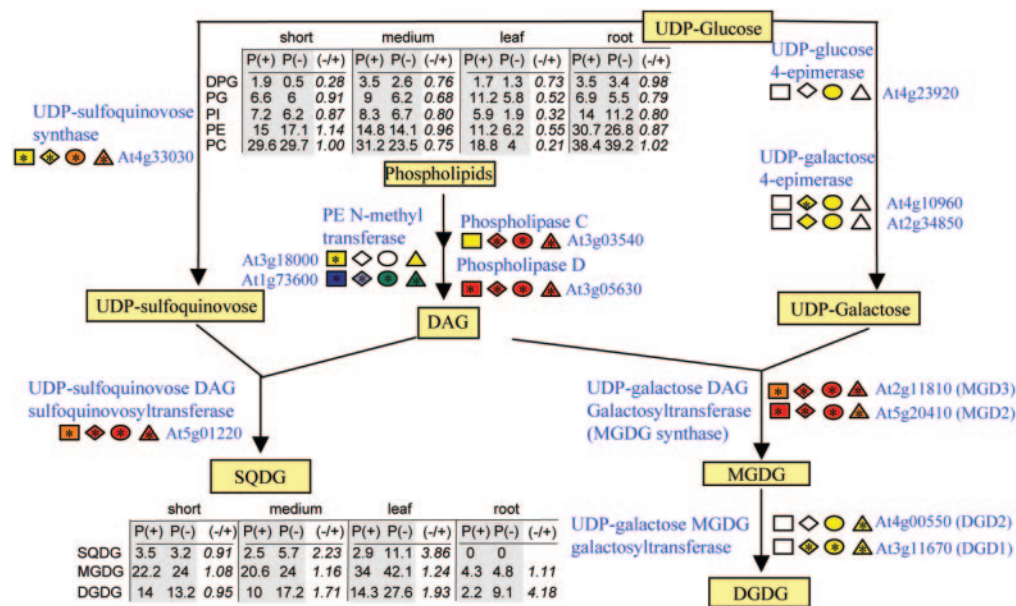 UDP-Glucose
short medium leaf root
P(+) P(-) (-/+) P(+) P(-) (-/+) P(+) P(-) (-/+) P(+) P(-) (-/+)
DPG 1.9 0.5 0.28 3.5 2.6 0.76 1.7 1.3 0.73 3.5 3.4 0.98
PG 6.6 6 0.91 9 6.2 0.68 11.2 5.8 0.52 6.9 5.5 0.79
PI 7.2 6.2 0.87 8.3 6.7 0.80 5.9 1.9 0.32 14 11.2 0.80
PE 15 17.1 1.14 14.8 14.1 0.96 11.2 6.2 0.55 30.7 26.8 0.87
PC 29.6 29.7 1.00 31.2 23.5 0.75 18.8 4 0.21 38.4 39.2 1.02
UDP-glucose
4-epimerase
At4g23920
UDP-sulfoquinovose
synthase
* * * * At4g33030
Phospholipids
UDP-galactose
4-epimerase
* At4g10960
At2g34850
PE N-methyl
transferase
At3g18000 *
At1g73600 * * * *
Phospholipase C
* * * At3g03540
Phospholipase D
* * * * At3g05630
UDP-sulfoquinovose
DAG
UDP-Galactose
UDP-sulfoquinovose DAG
sulfoquinovosyltransferase
* * * * At5g01220
UDP-galactose DAG
Galactosyltransferase
(MGDG synthase)
* * * * At2g11810 (MGD3)
* * * * At5g20410 (MGD2)
SQDG
MGDG
short medium leaf root
P(+) P(-) (-/+) P(+) P(-) (-/+) P(+) P(-) (-/+) P(+) P(-) (-/+)
SQDG 3.5 3.2 0.91 2.5 5.7 2.23 2.9 11.1 3.86 0 0
MGDG 22.2 24 1.08 20.6 24 1.16 34 42.1 1.24 4.3 4.8 1.11
DGDG 14 13.2 0.95 10 17.2 1.71 14.3 27.6 1.93 2.2 9.1 4.18
UDP-galactose MGDG
galactosyltransferase
* At4g00550 (DGD2)
* * * At3g11670 (DGD1)
DGDG